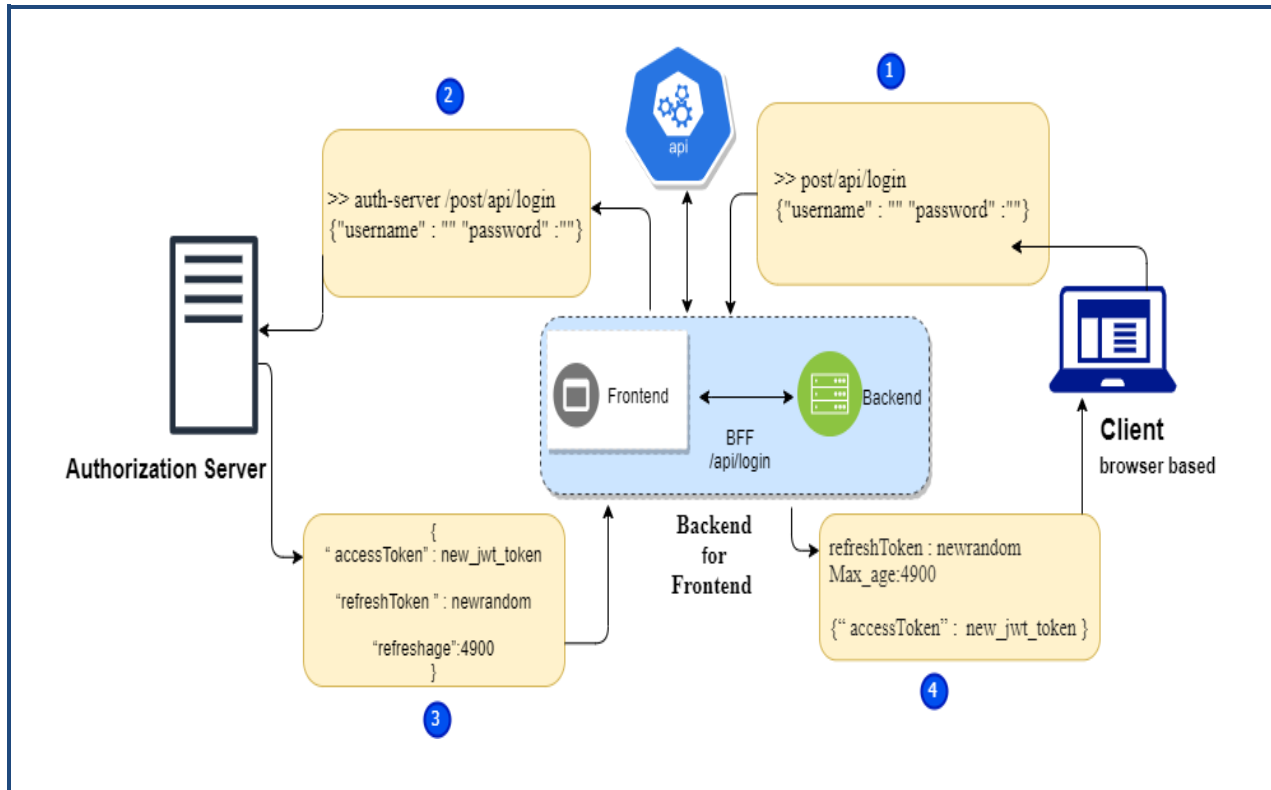 1
2
api
>> post/api/login
{"username" : "" "password" :""}
>> auth-server /post/api/login
{"username" : "" "password" :""}
Frontend
Backend
BFF
/api/login
Client
browser based
Authorization Server
Backend
for
Frontend
{
“ accessToken” : new_jwt_token
“refreshToken ” : newrandom
“refreshage”:4900
}
refreshToken : newrandom
Max_age:4900
{“ accessToken” :  new_jwt_token }
3
4